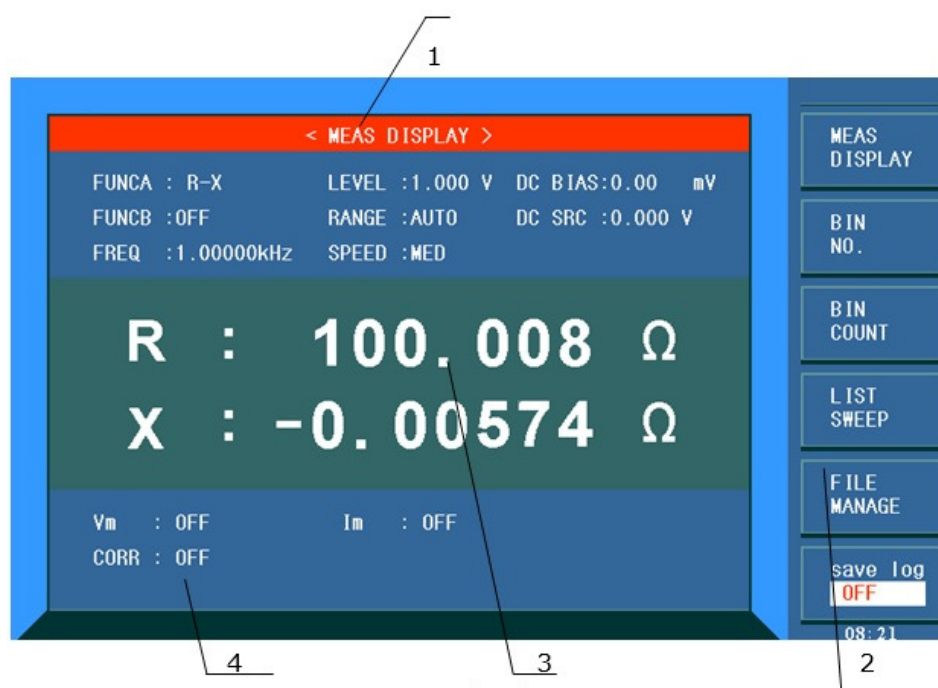 1
< MEAS DISPLAY >
FUNCA : R-X LEVEL :1.000 V DC BIAS:0.00 mV
FUNCB :OFF RANGE :AUTO DC SRC :0.000 V
FREQ :1.00000kHz SPEED :MED
R : 100.008 Ω
X : -0.00574 Ω
Vm : OFF Im : OFF
CORR : OFF
MEAS
DISPLAY
BIN
NO.
BIN
COUNT
LIST
SWEEP
FILE
MANAGE
save log
OFF
08:21
4
3
2